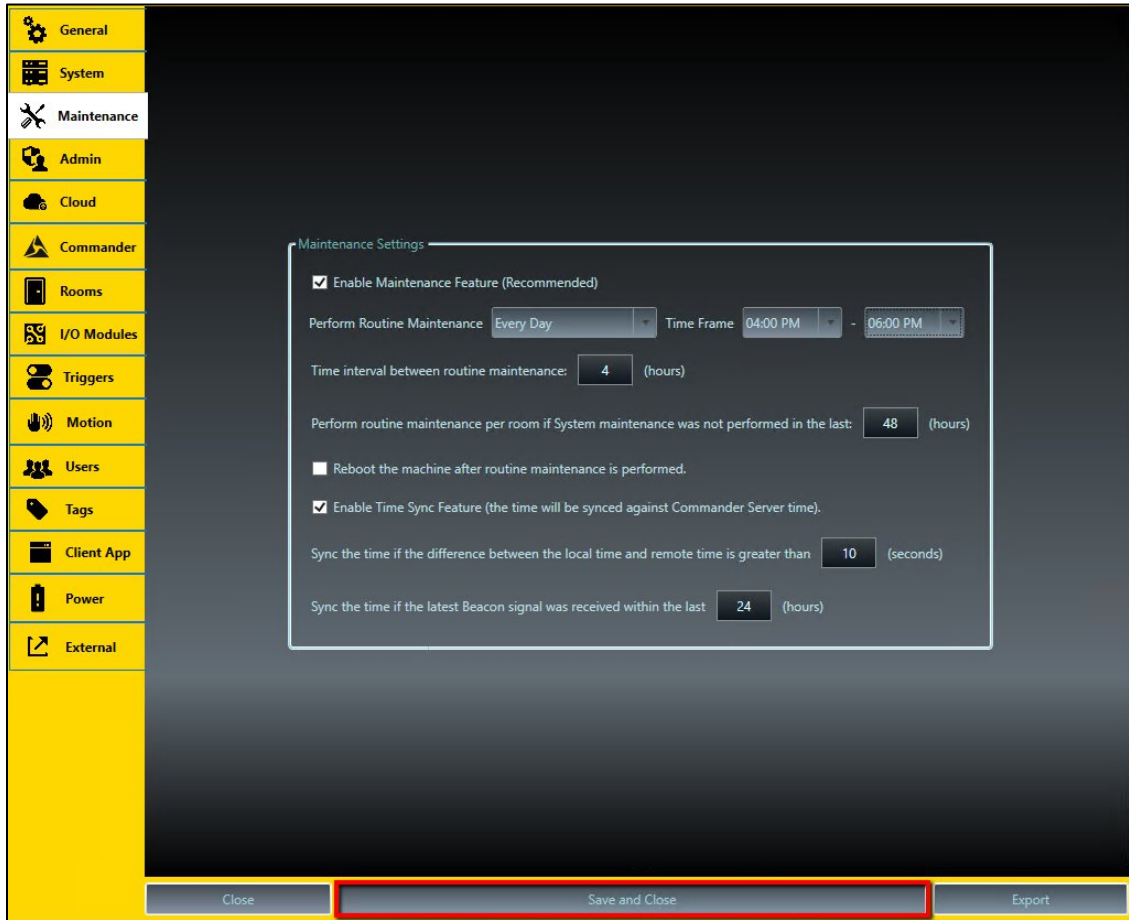 General
System
Maintenance
Admin
Cloud
Commander
Rooms
I/O Modules
Triggers
Motion
Users
Tags
Client App
Power
External
Maintenance Settings
Enable Maintenance Feature (Recommended)
Perform Routine Maintenance Every Day Time Frame 04:00 PM - 06:00 PM
Time interval between routine maintenance: 4 (hours)
Perform routine maintenance per room if System maintenance was not performed in the last: 48 (hours)
Reboot the machine after routine maintenance is performed.
Enable Time Sync Feature (the time will be synced against Commander Server time).
Sync the time if the difference between the local time and remote time is greater than 10 (seconds)
Sync the time if the latest Beacon signal was received within the last 24 (hours)
Close Save and Close Export